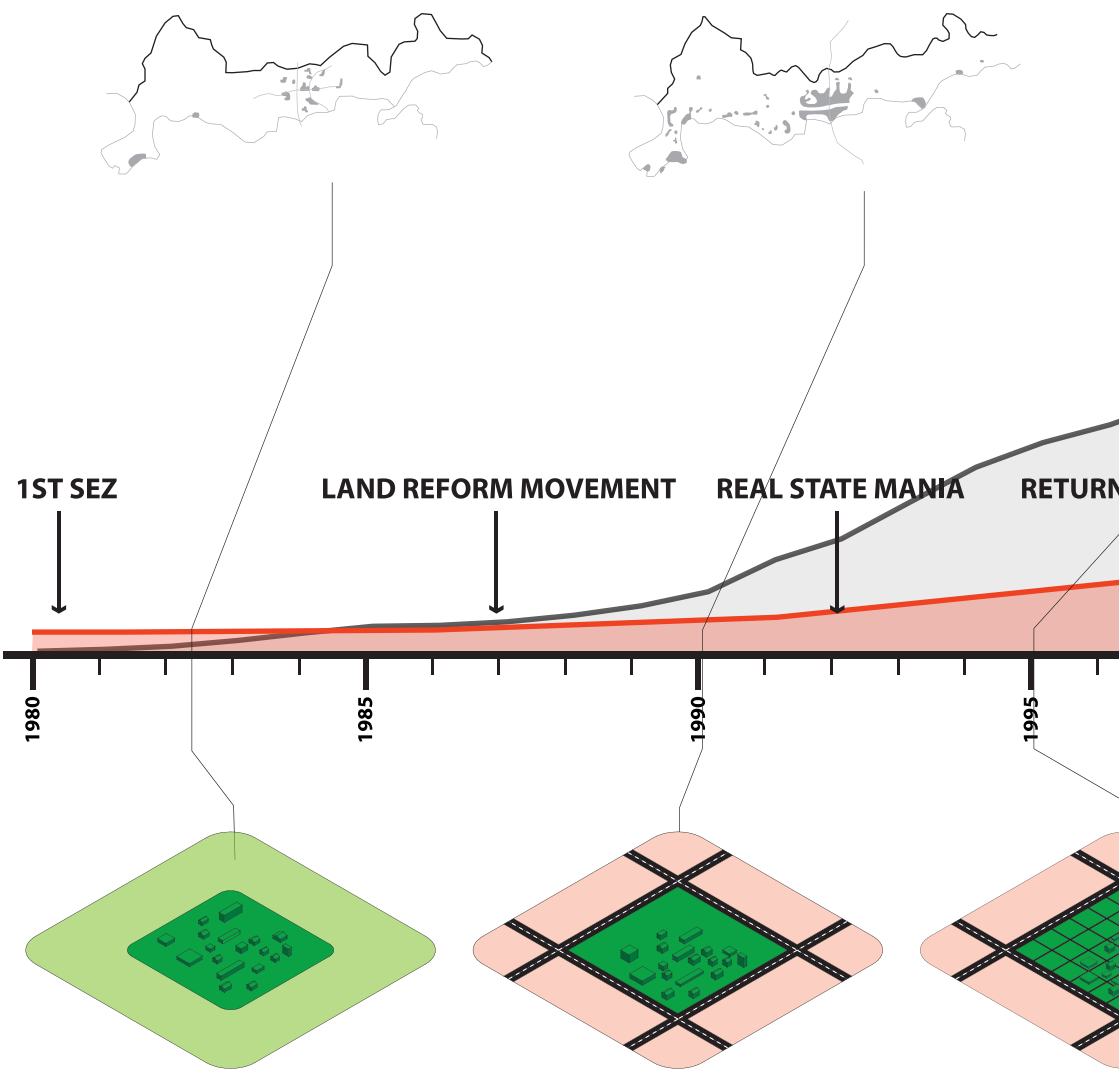 1ST SEZ
LAND REFORM MOVEMENT
REAL STATE MANIA
RETURN
1980
1985
1990
1995